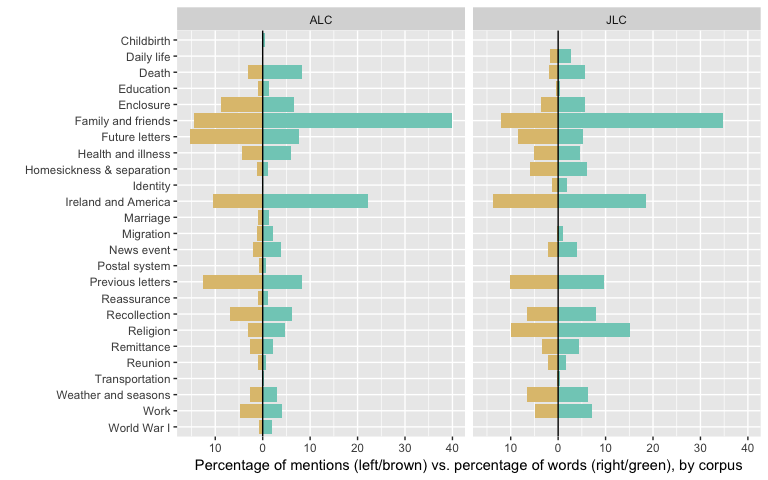 ALC JLC
Childbirth
Daily life
Death
Education
Enclosure
Family and friends
Future letters
Health and illness
Homesickness & separation
Identity
Ireland and America
Marriage
Migration
News event
Postal system
Previous letters
Reassurance
Recollection
Religion
Remittance
Reunion
Transportation
Weather and seasons
Work
World War I
10 0 10 20 30 40 10 0 10 20 30 40
Percentage of mentions (left/brown) vs. percentage of words (right/green), by corpus